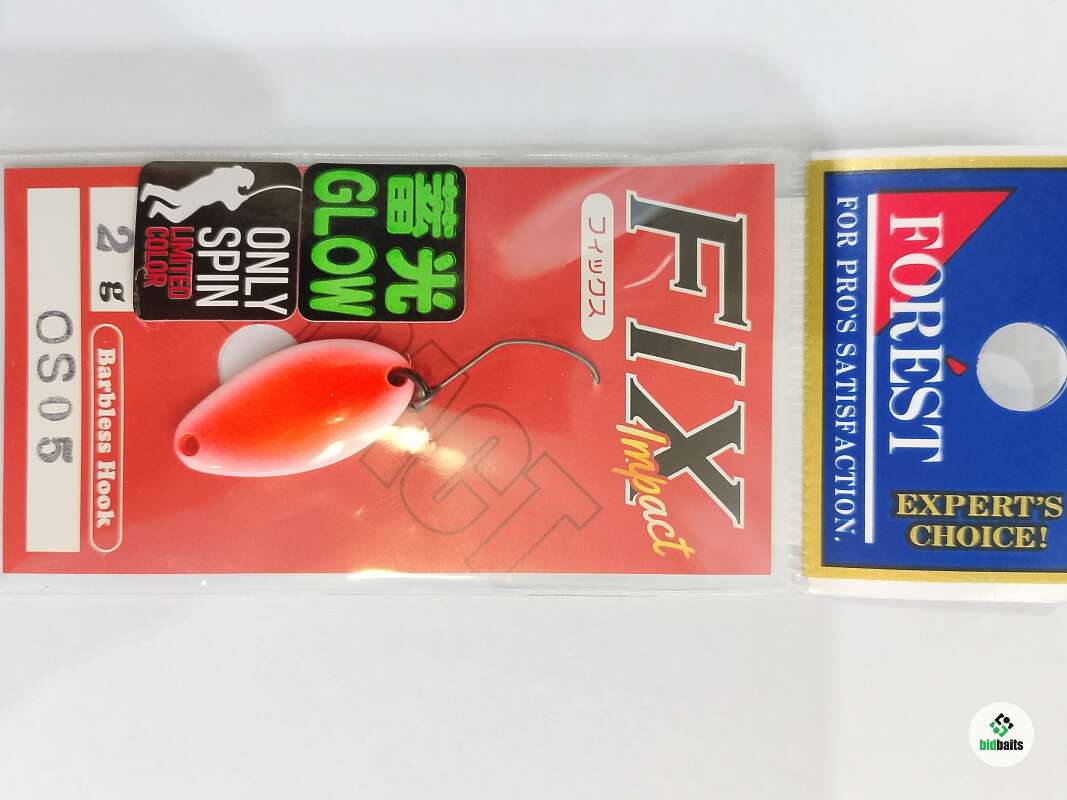 FOREST
FOR PRO'S SATISFACTION.
EXPERT'S
CHOICE!
FIX
Impact
フィックス
蓄光
GLOW
ONLY
SPIN
LIMITED
COLOR
2g
Barbless Hook
OS05
bidbaits